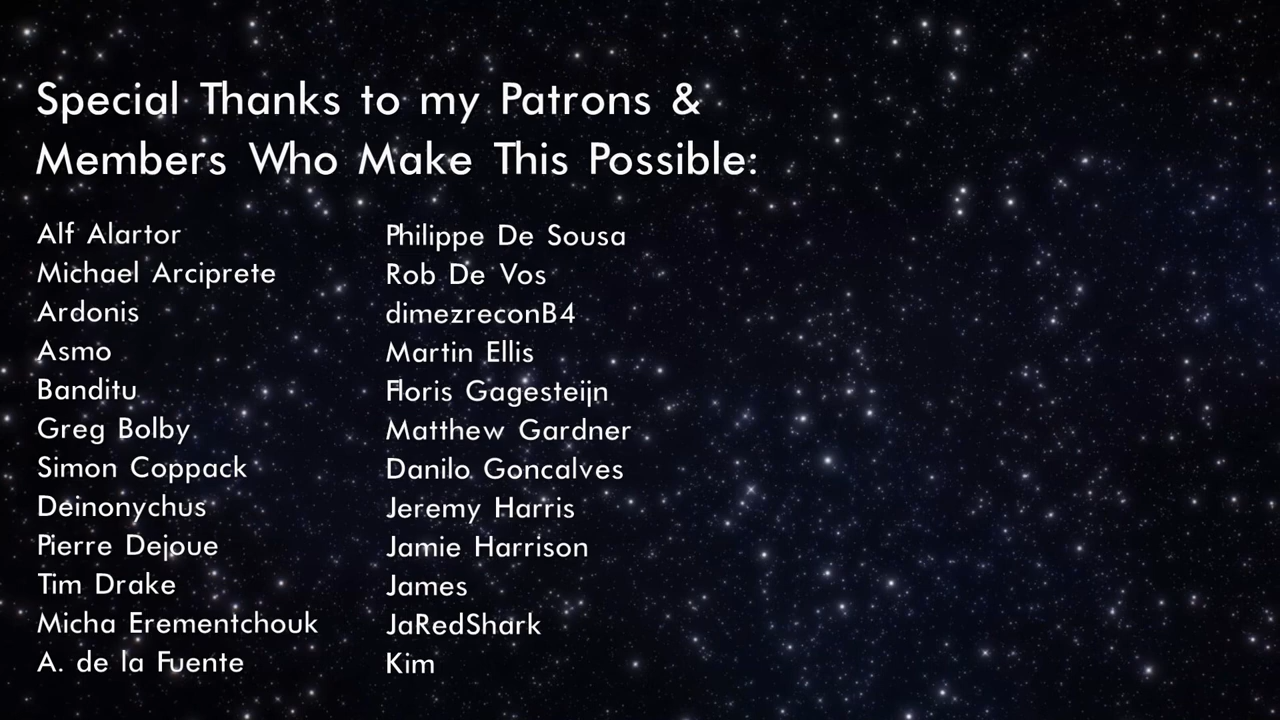 Special Thanks to my Patrons &
Members Who Make This Possible:
Alf Alartor
Michael Arciprete
Ardonis
Asmo
Banditu
Greg Bolby
Simon Coppack
Deinonychus
Pierre Dejoue
Tim Drake
Micha Erementchouk
A. de la Fuente
Philippe De Sousa
Rob De Vos
dimezreconB4
Martin Ellis
Floris Gagesteijn
Matthew Gardner
Danilo Goncalves
Jeremy Harris
Jamie Harrison
James
JaRedShark
Kim